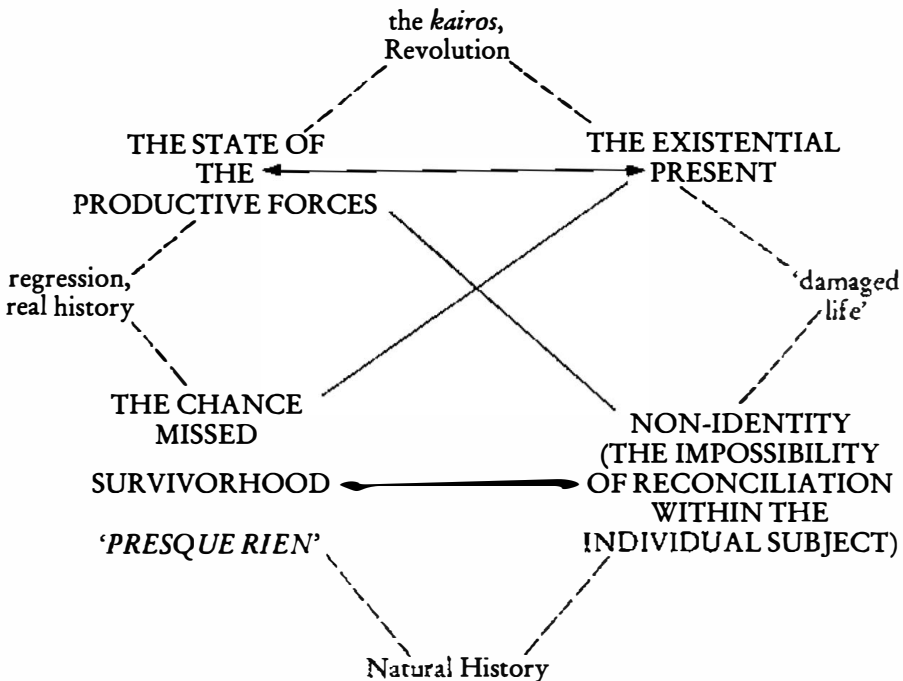 the kairos,
Revolution
THE STATE OF
THE
PRODUCTIVE FORCES
THE EXISTENTIAL
PRESENT
regression,
real history
‘damaged
life’
THE CHANCE
MISSED
SURVIVORHOOD
‘PRESQUE RIEN’
NON-IDENTITY
(THE IMPOSSIBILITY
OF RECONCILIATION
WITHIN THE
INDIVIDUAL SUBJECT)
Natural History